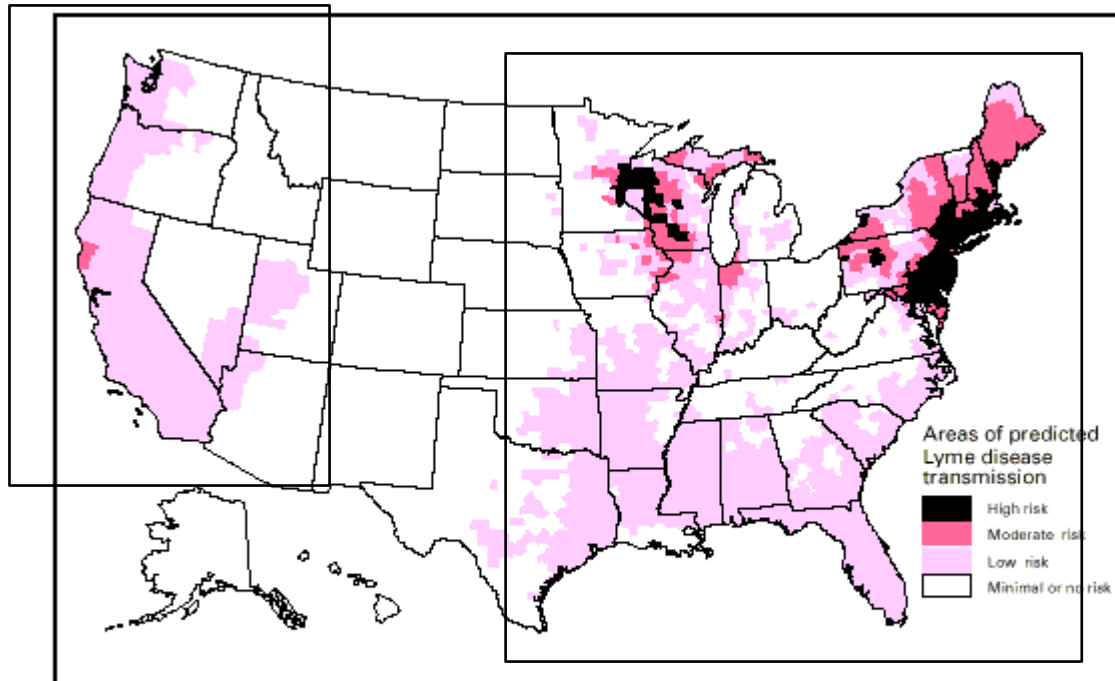 Areas of predicted
Lyme disease
transmission
High risk
Moderate risk
Low risk
Minimal or no risk